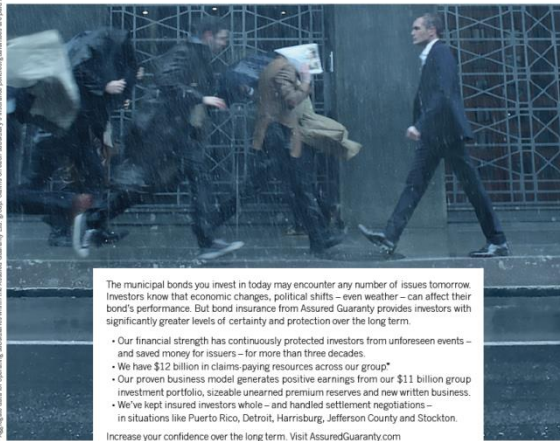 The municipal bonds you invest in today may encounter any number of issues tomorrow.
Investors know that economic changes, political shifts – even weather – can affect their
bond's performance. But bond insurance from Assured Guaranty provides investors with
significantly greater levels of certainty and protection over the long term.
• Our financial strength has continuously protected investors from unforeseen events –
and saved money for issuers – for more than three decades.
• We have $12 billion in claims-paying resources across our group.*
• Our proven business model generates positive earnings from our $11 billion group
investment portfolio, sizeable unearned premium reserves and new written business.
• We've kept insured investors whole – and handled settlement negotiations –
in situations like Puerto Rico, Detroit, Harrisburg, Jefferson County and Stockton.
Increase your confidence over the long term. Visit AssuredGuaranty.com